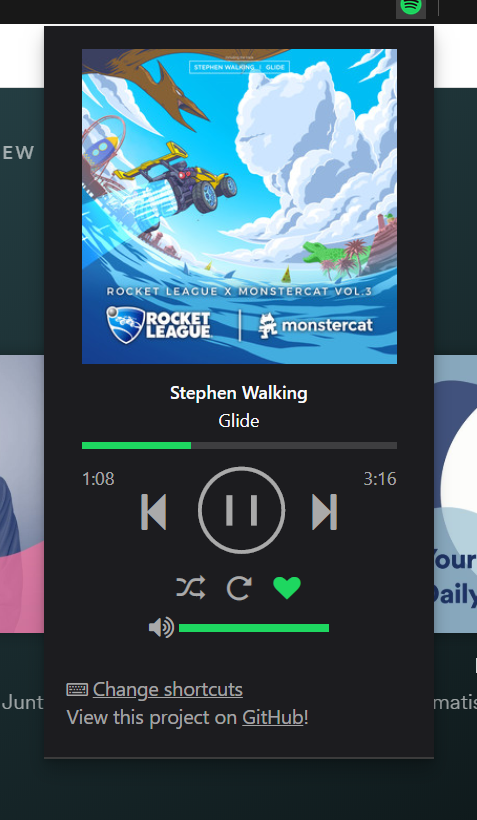 STEPHEN WALKING | GLIDE
EW
ROCKET LEAGUE X MONSTERCAT VOL.3
ROCKET
LEAGUE
monstercat
Stephen Walking
Glide
1:08
3:16
Your
Daily
Change shortcuts
Junt
matis
View this project on GitHub!